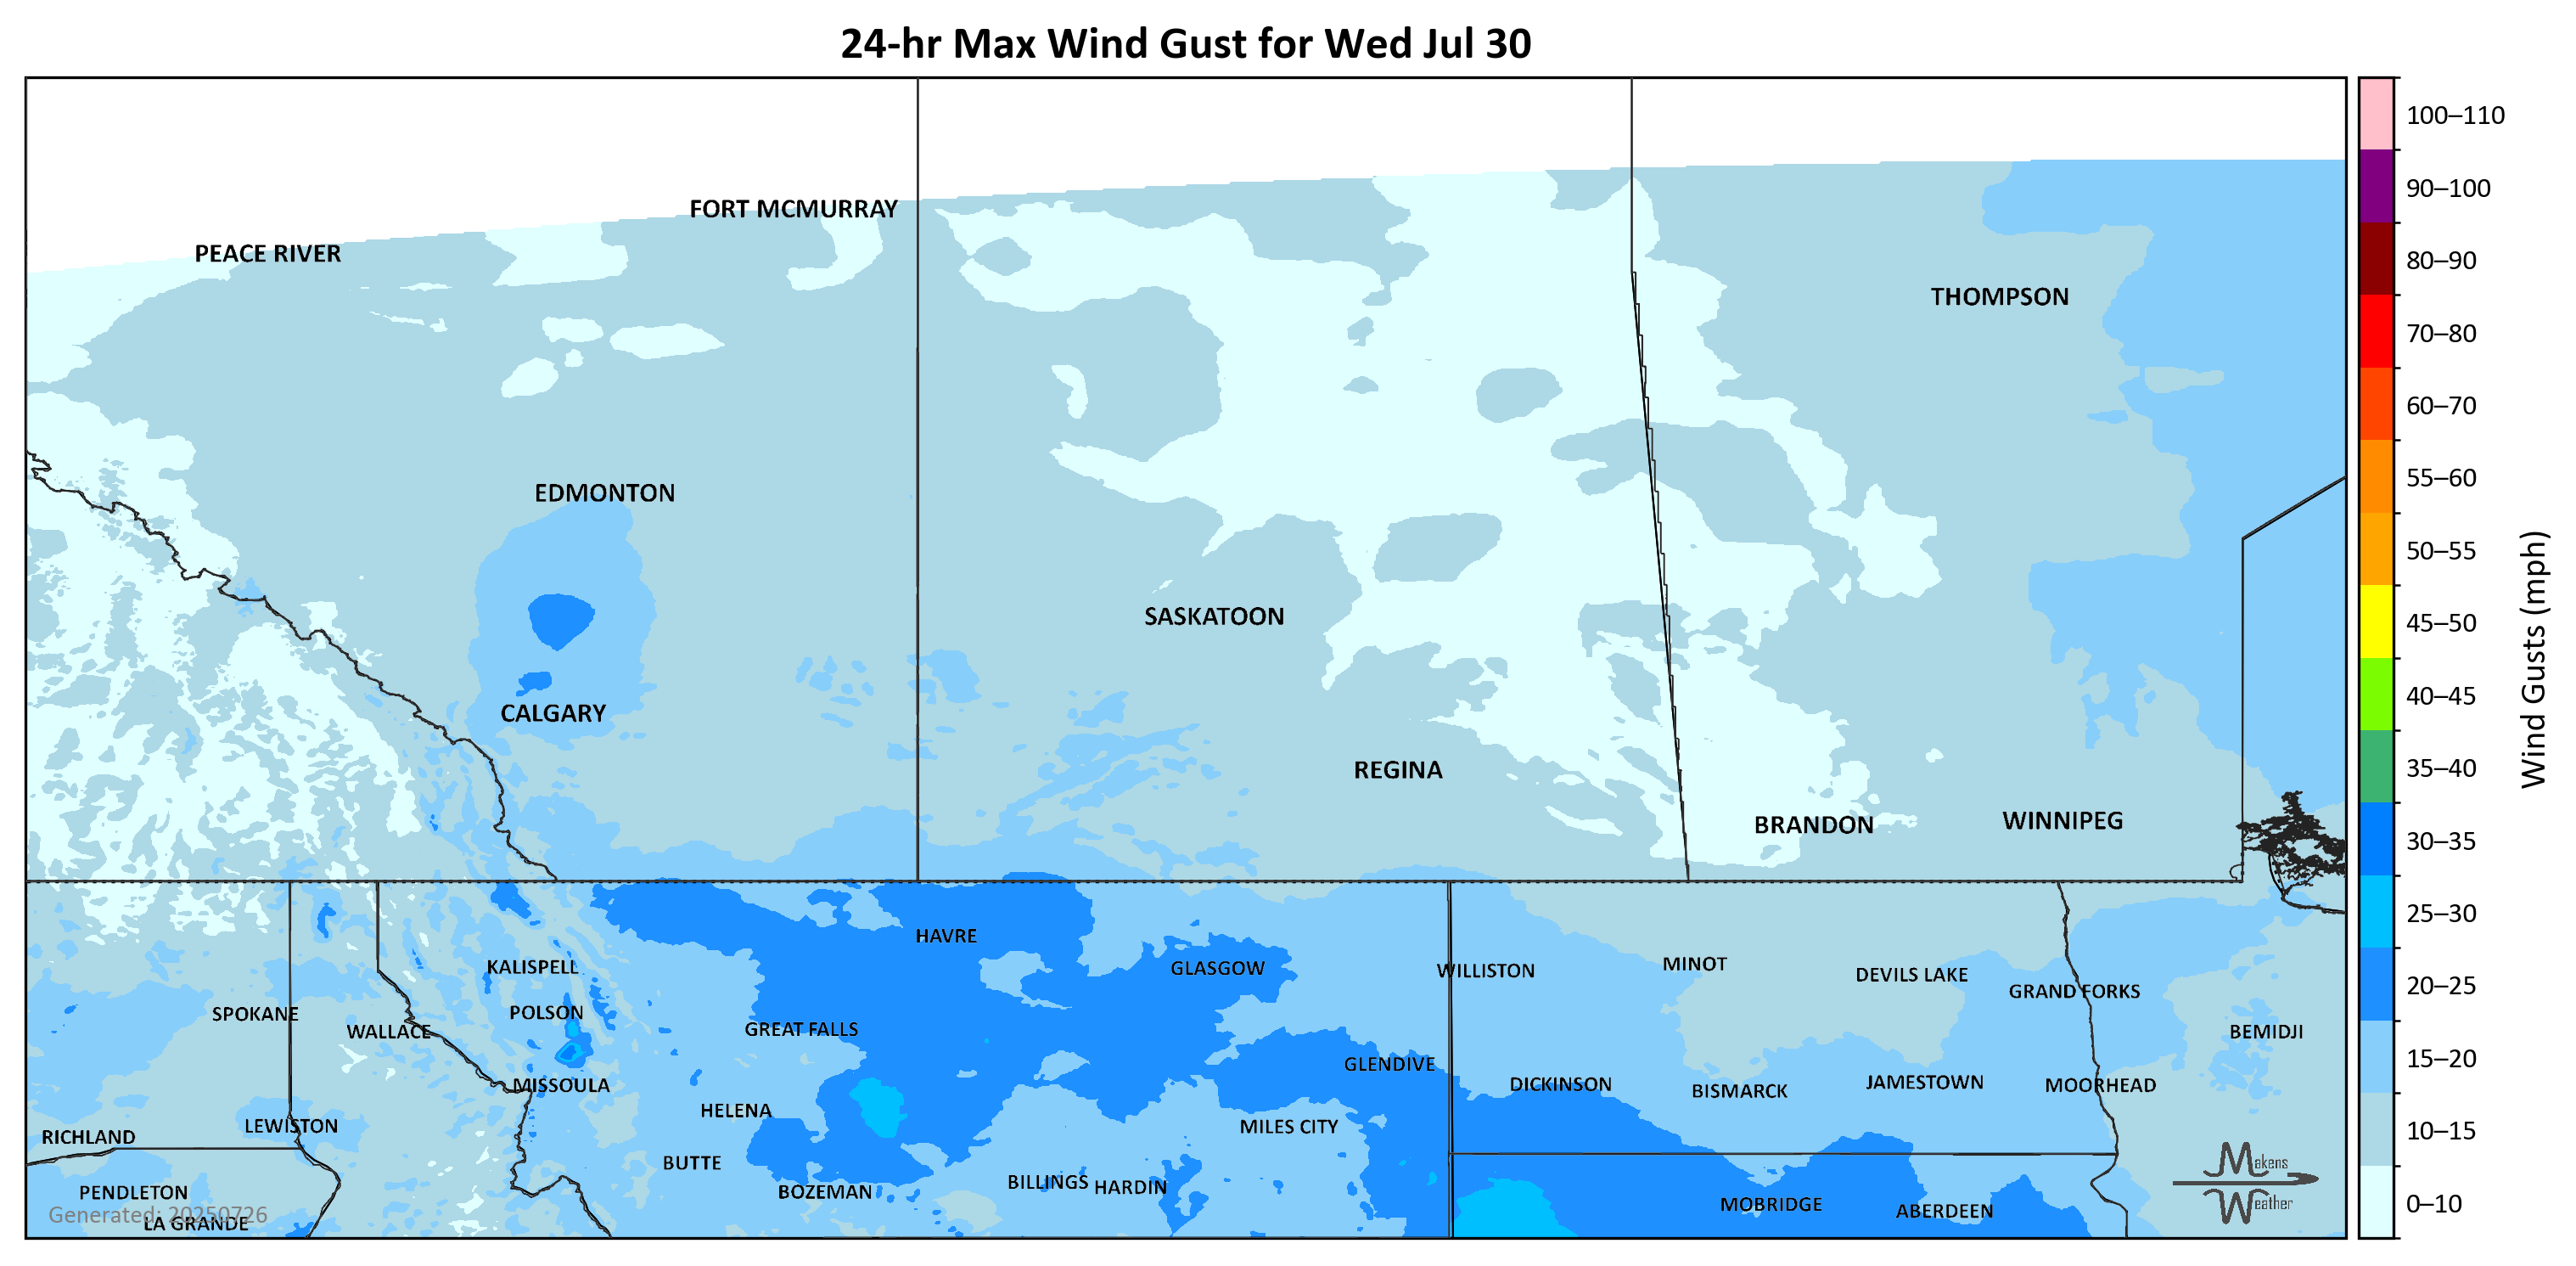 24-hr Max Wind Gust for Wed Jul 30
100–110
90–100
80–90
70–80
60–70
55–60
50–55
45–50
40–45
35–40
30–35
25–30
20–25
15–20
10–15
0–10
Wind Gusts (mph)
FORT MCMURRAY
PEACE RIVER
THOMPSON
EDMONTON
SASKATOON
CALGARY
REGINA
BRANDON
WINNIPEG
HAVRE
KALISPELL
GLASGOW
WILLISTON
MINOT
DEVILS LAKE
GRAND FORKS
SPOKANE
POLSON
WALLACE
GREAT FALLS
BEMIDJI
GLENDIVE
MISSOULA
DICKINSON
BISMARCK
JAMESTOWN
MOORHEAD
HELENA
LEWISTON
MILES CITY
RICHLAND
BUTTE
BILLINGS
HARDIN
PENDLETON
BOZEMAN
MOBRIDGE
ABERDEEN
Generated: 20250726
LA GRANDE
Makens
Weather